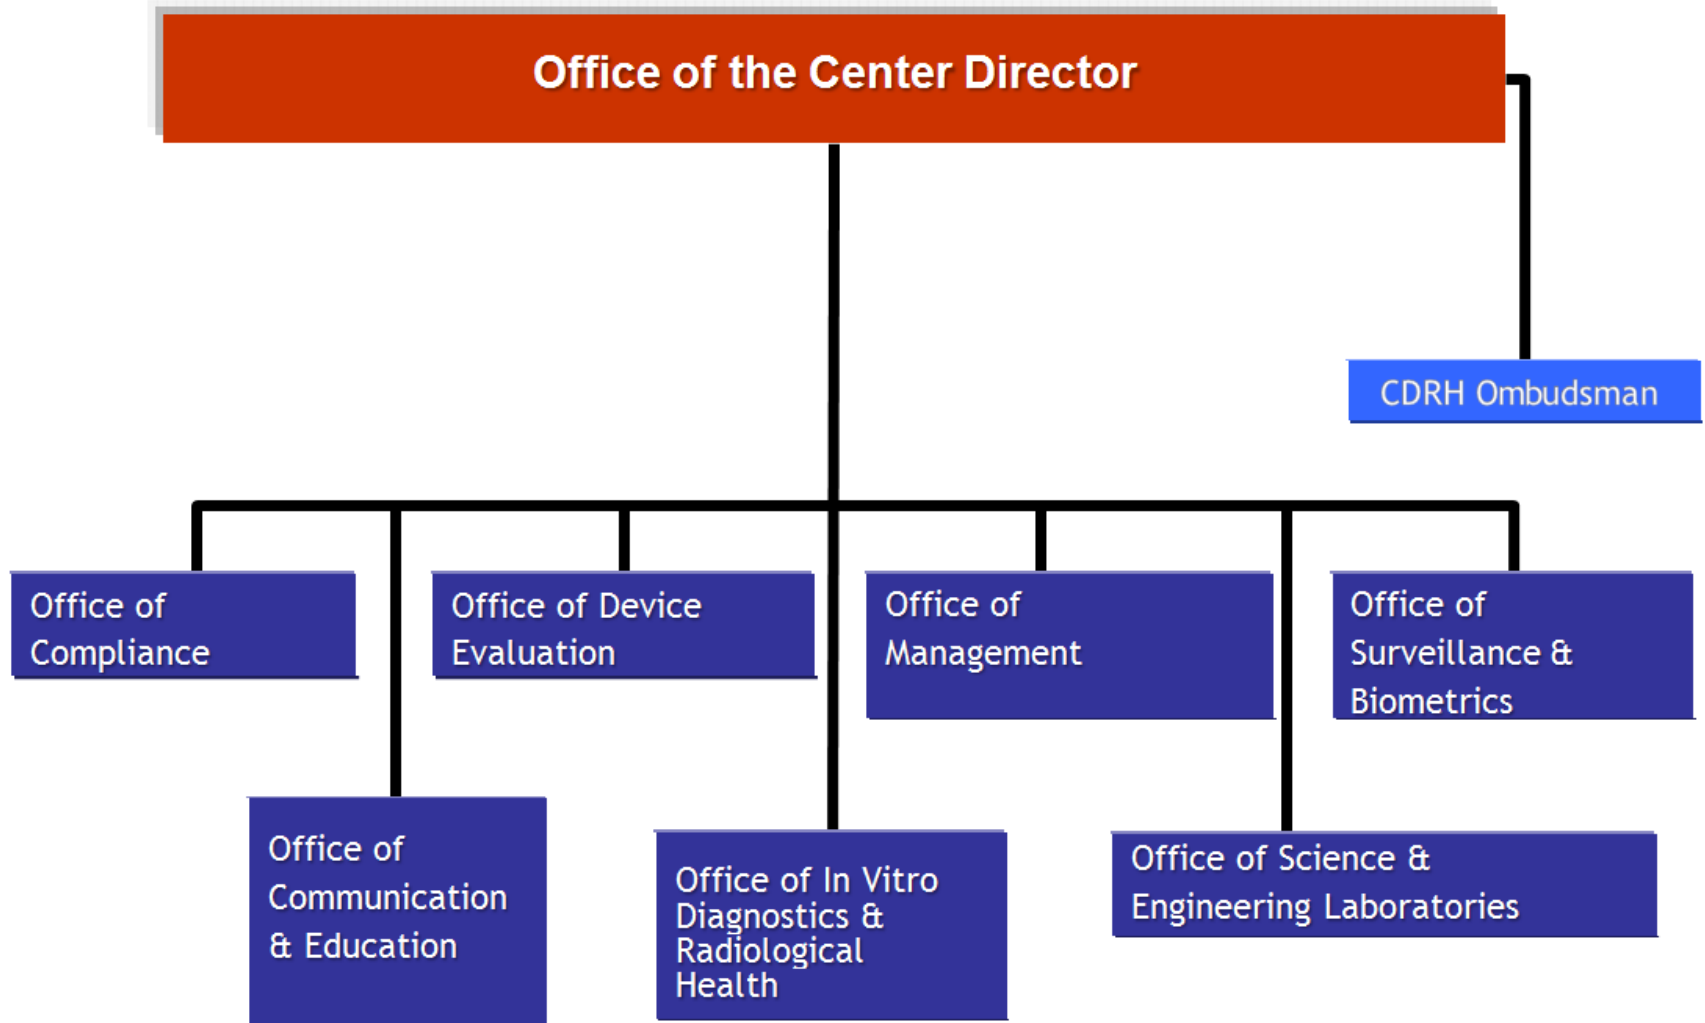 Office of the Center Director
CDRH Ombudsman
Office of
Compliance
Office of Device
Evaluation
Office of
Management
Office of
Surveillance &
Biometrics
Office of
Communication
& Education
Office of In Vitro
Diagnostics &
Radiological
Health
Office of Science &
Engineering Laboratories